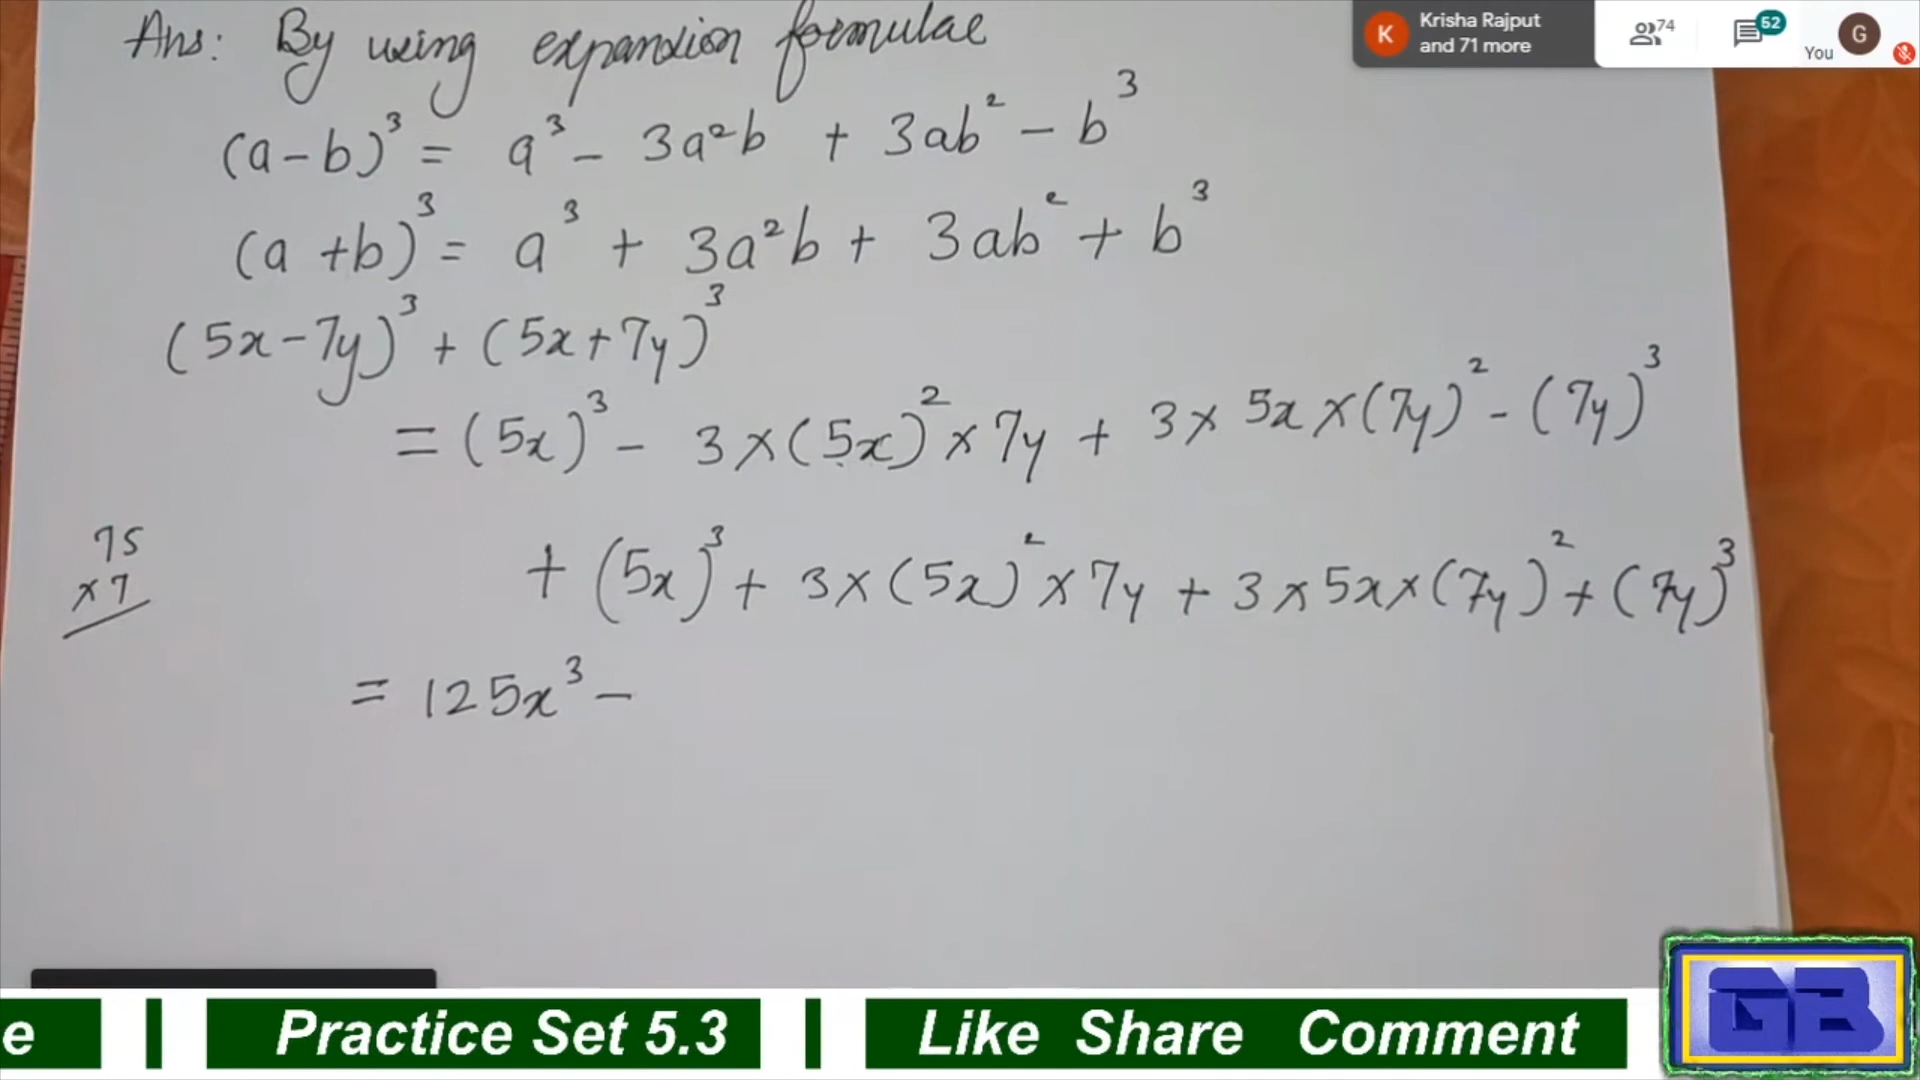 Ans: By using expansion formulae
(a-b)³ = a³ - 3a²b + 3ab² - b³
(a+b)³ = a³ + 3a²b + 3ab² + b³
(5x-7y)³ + (5x+7y)³
= (5x)³ - 3×(5x)²×7y + 3×5x×(7y)² - (7y)³
+ (5x)³ + 3×(5x)²×7y + 3×5x×(7y)² + (7y)³
75
×7
= 125x³ -
K
Krisha Rajput
and 71 more
74
52
You
G
e | Practice Set 5.3 | Like Share Comment
GB